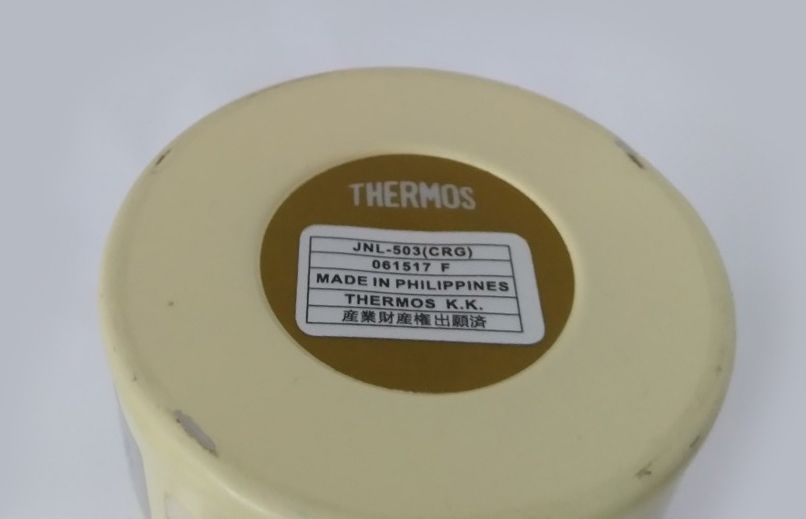 THERMOS
JNL-503(CRG)
061517 F
MADE IN PHILIPPINES
THERMOS K.K.
産業財産権出願済